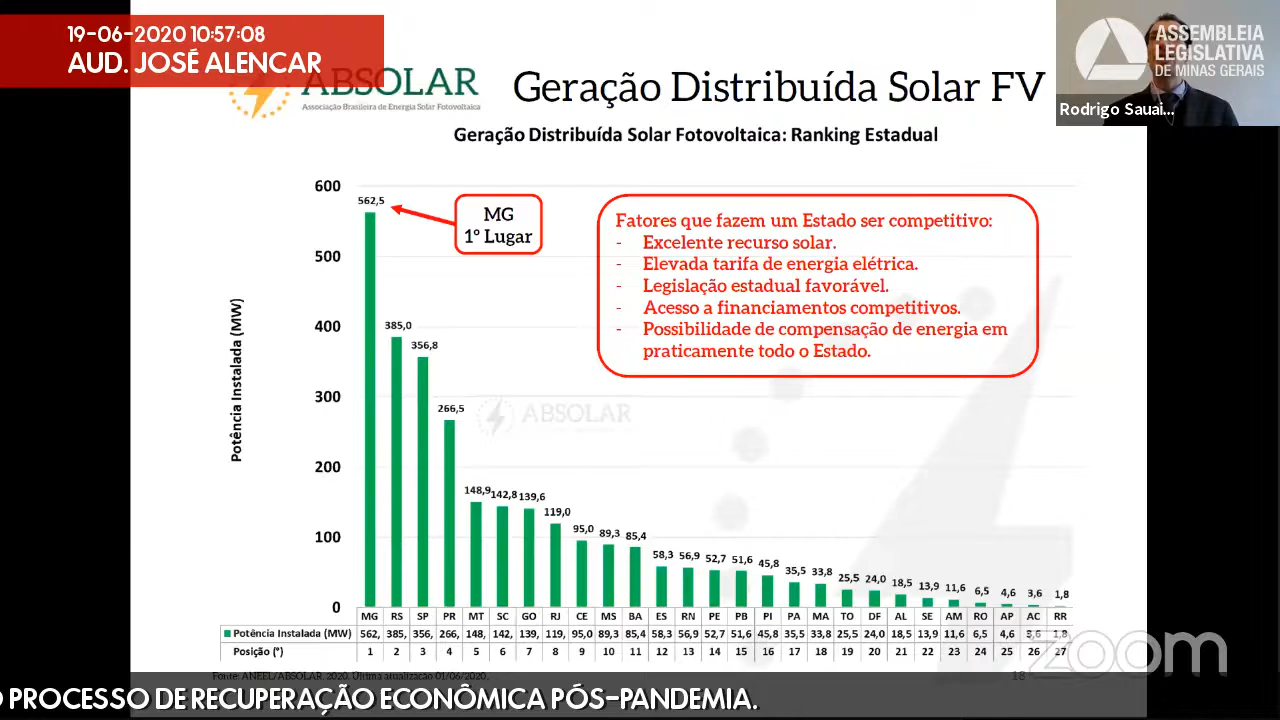 19-06-2020 10:57:08
AUD. JOSÉ ALENCAR
ASSEMBLEIA
LEGISLATIVA
DE MINAS GERAIS
Rodrigo Sauai...
ABSOLAR
Associação Brasileira de Energia Solar Fotovoltaica
Geração Distribuída Solar FV
Geração Distribuída Solar Fotovoltaica: Ranking Estadual
Potência Instalada (MW)
600
500
400
300
200
100
0
562,5
385,0
356,8
266,5
148,9
142,8
139,6
119,0
95,0
89,3
85,4
58,3
56,9
52,7
51,6
45,8
35,5
33,8
25,5
24,0
18,5
13,9
11,6
6,5
4,6
3,6
1,8
MG
1º Lugar
Fatores que fazem um Estado ser competitivo:
- Excelente recurso solar.
- Elevada tarifa de energia elétrica.
- Legislação estadual favorável.
- Acesso a financiamentos competitivos.
- Possibilidade de compensação de energia em
praticamente todo o Estado.
ABSOLAR
MG RS SP PR MT SC GO RJ CE MS BA ES RN PE PB PI PA MA TO DF AL SE AM RO AP AC RR
Potência Instalada (MW) 562, 385, 356, 266, 148, 142, 139, 119, 95,0 89,3 85,4 58,3 56,9 52,7 51,6 45,8 35,5 33,8 25,5 24,0 18,5 13,9 11,6 6,5 4,6 3,6 1,8
Posição (º) 1 2 3 4 5 6 7 8 9 10 11 12 13 14 15 16 17 18 19 20 21 22 23 24 25 26 27
zoom
Fonte: ANEEL/ABSOLAR, 2020. Última atualização 01/06/2020.
18
O PROCESSO DE RECUPERAÇÃO ECONÔMICA PÓS-PANDEMIA.